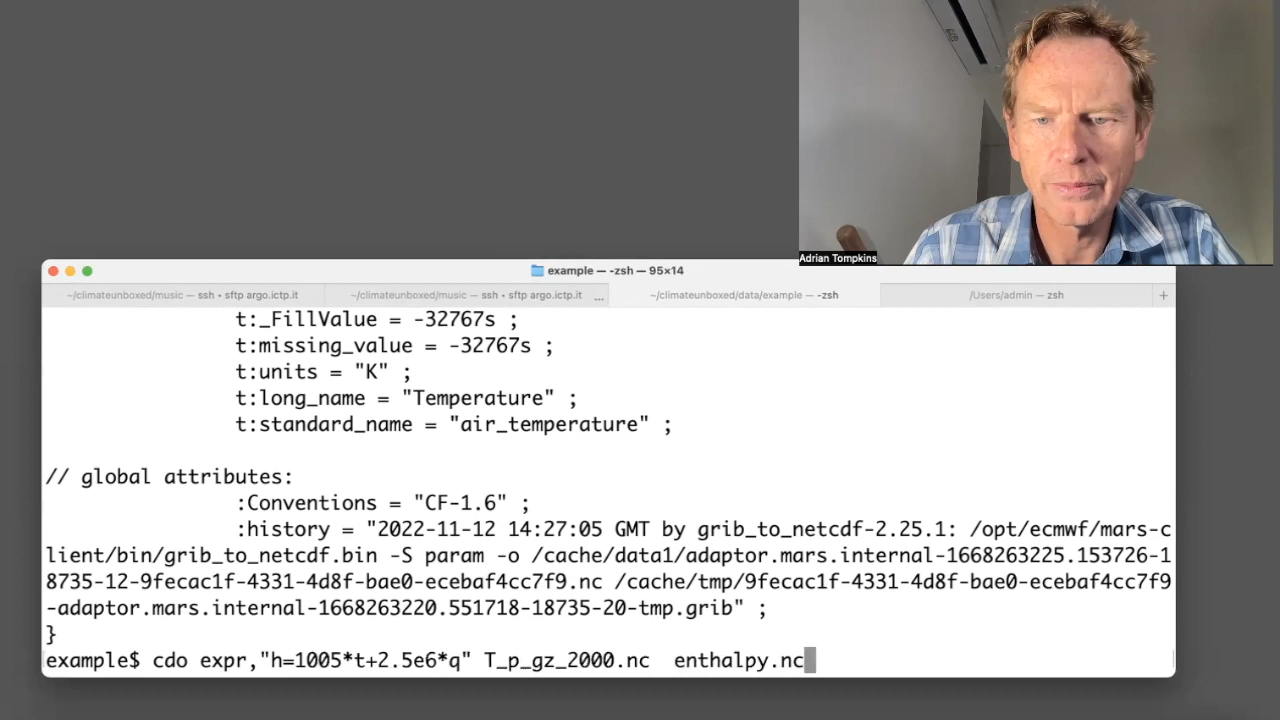 Adrian Tompkins
example — -zsh — 95×14
~/climateunboxed/music — ssh • sftp argo.ictp.it
~/climateunboxed/music — ssh • sftp argo.ictp.it ...
~/climateunboxed/data/example — -zsh
/Users/admin — zsh
+
t:_FillValue = -32767s ;
t:missing_value = -32767s ;
t:units = "K" ;
t:long_name = "Temperature" ;
t:standard_name = "air_temperature" ;
// global attributes:
:Conventions = "CF-1.6" ;
:history = "2022-11-12 14:27:05 GMT by grib_to_netcdf-2.25.1: /opt/ecmwf/mars-c
lient/bin/grib_to_netcdf.bin -S param -o /cache/data1/adaptor.mars.internal-1668263225.153726-1
8735-12-9fecac1f-4331-4d8f-bae0-ecebaf4cc7f9.nc /cache/tmp/9fecac1f-4331-4d8f-bae0-ecebaf4cc7f9
-adaptor.mars.internal-1668263220.551718-18735-20-tmp.grib" ;
}
example$ cdo expr,"h=1005*t+2.5e6*q" T_p_gz_2000.nc  enthalpy.nc